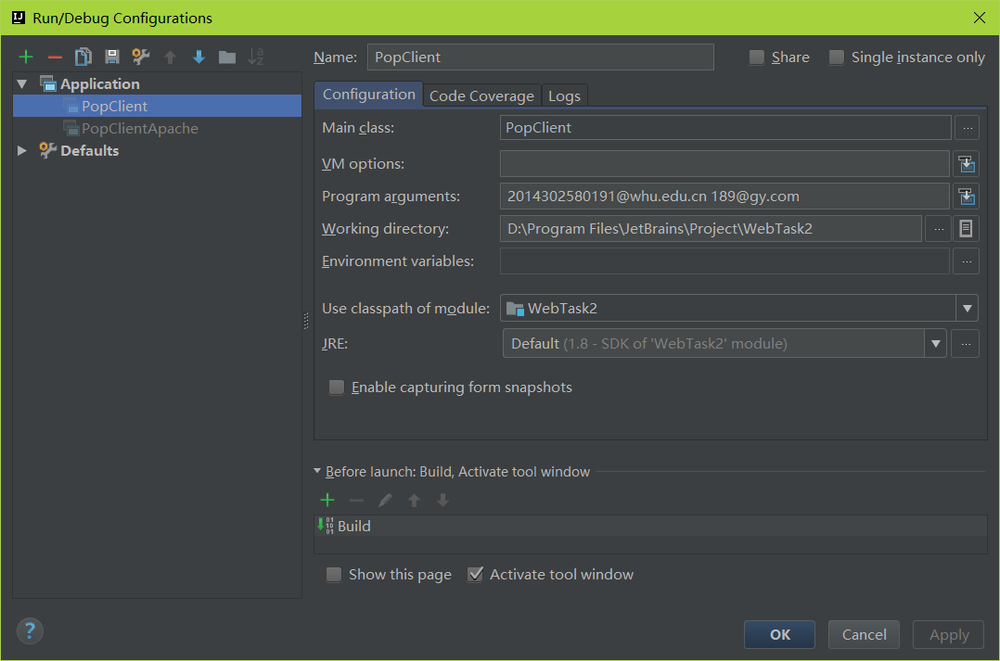 Run/Debug Configurations
Name: PopClient Share Single instance only
Application
PopClient
PopClientApache
Defaults
Configuration Code Coverage Logs
Main class: PopClient ...
VM options:
Program arguments: 2014302580191@whu.edu.cn 189@gy.com
Working directory: D:\Program Files\JetBrains\Project\WebTask2 ...
Environment variables: ...
Use classpath of module: WebTask2
JRE: Default (1.8 - SDK of 'WebTask2' module) ...
Enable capturing form snapshots
Before launch: Build, Activate tool window
Build
Show this page Activate tool window
? OK Cancel Apply